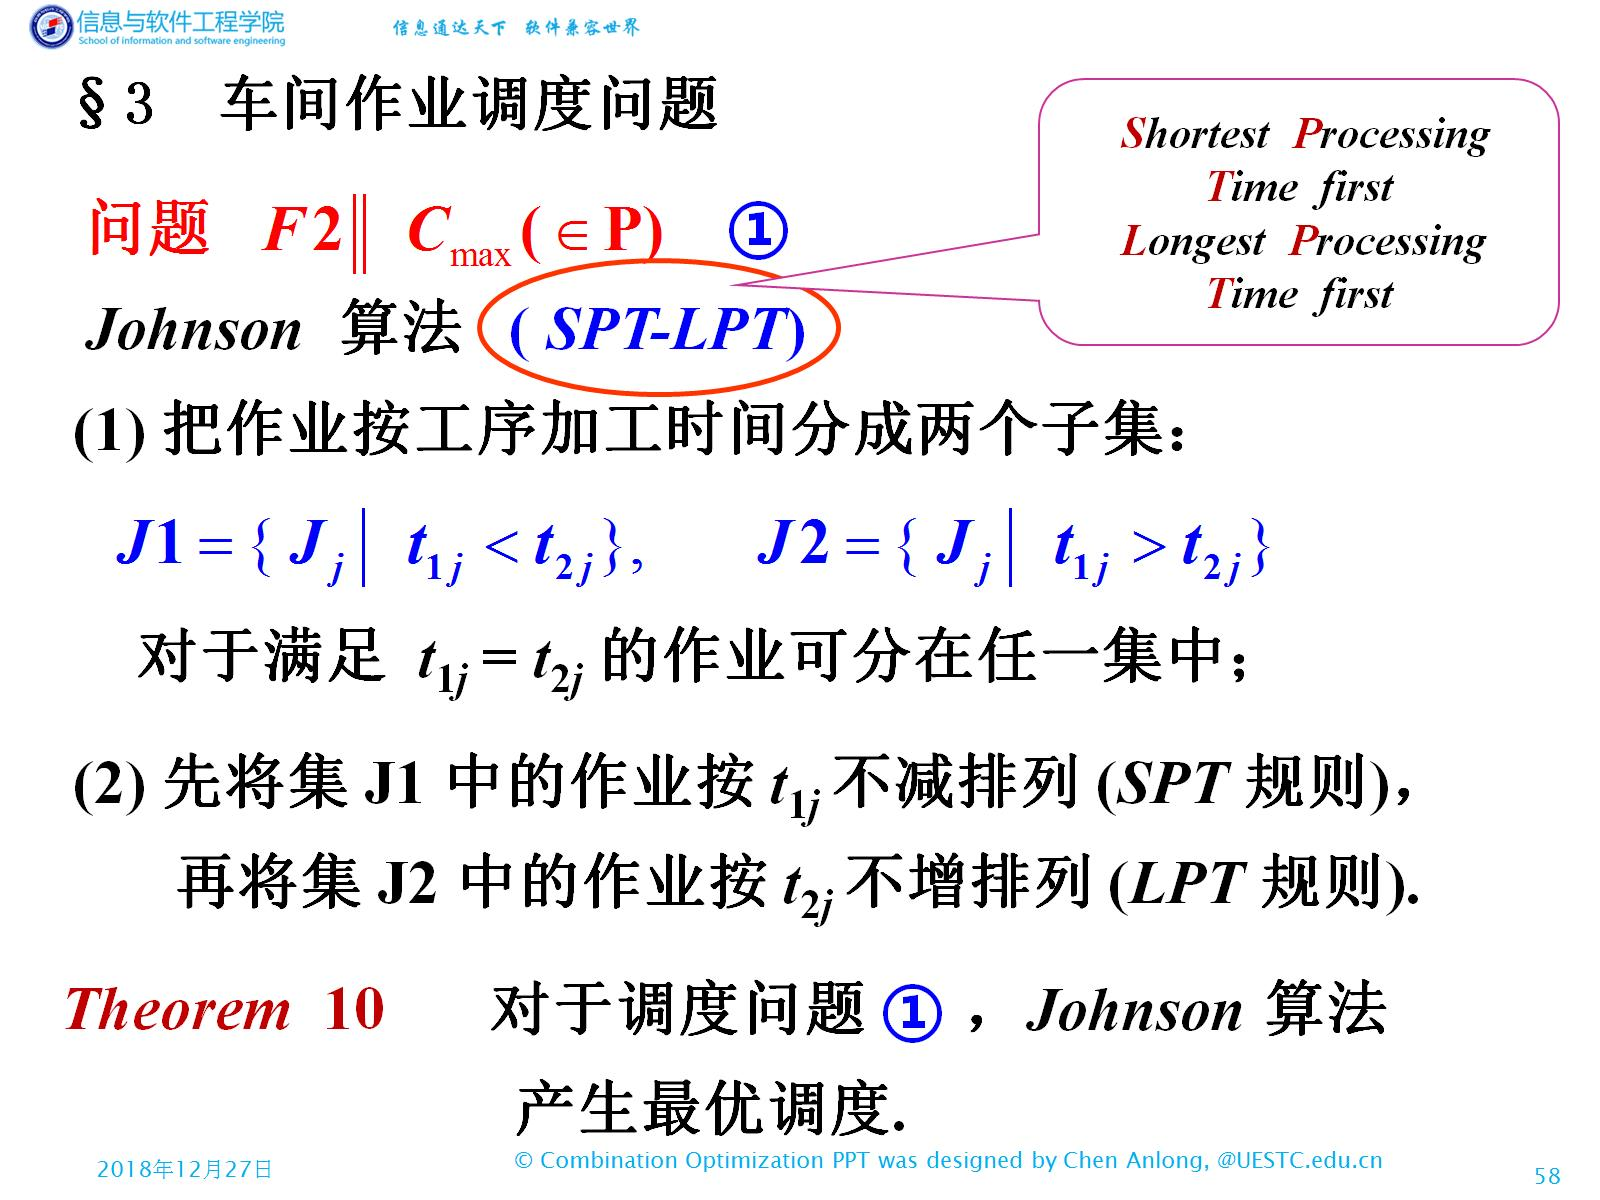 信息与软件工程学院
School of information and software engineering
信息通达天下 软件兼容世界
§3 车间作业调度问题
Shortest Processing
Time first
Longest Processing
Time first
问题 F2‖ Cmax ( ∈ P) ①
Johnson 算法 ( SPT-LPT)
(1) 把作业按工序加工时间分成两个子集：
J1 = { Jj | t1j < t2j }, J2 = { Jj | t1j > t2j }
对于满足 t1j = t2j 的作业可分在任一集中；
(2) 先将集 J1 中的作业按 t1j 不减排列 (SPT 规则)，
再将集 J2 中的作业按 t2j 不增排列 (LPT 规则).
Theorem 10 对于调度问题 ① ，Johnson 算法
产生最优调度.
2018年12月27日
© Combination Optimization PPT was designed by Chen Anlong, @UESTC.edu.cn
58